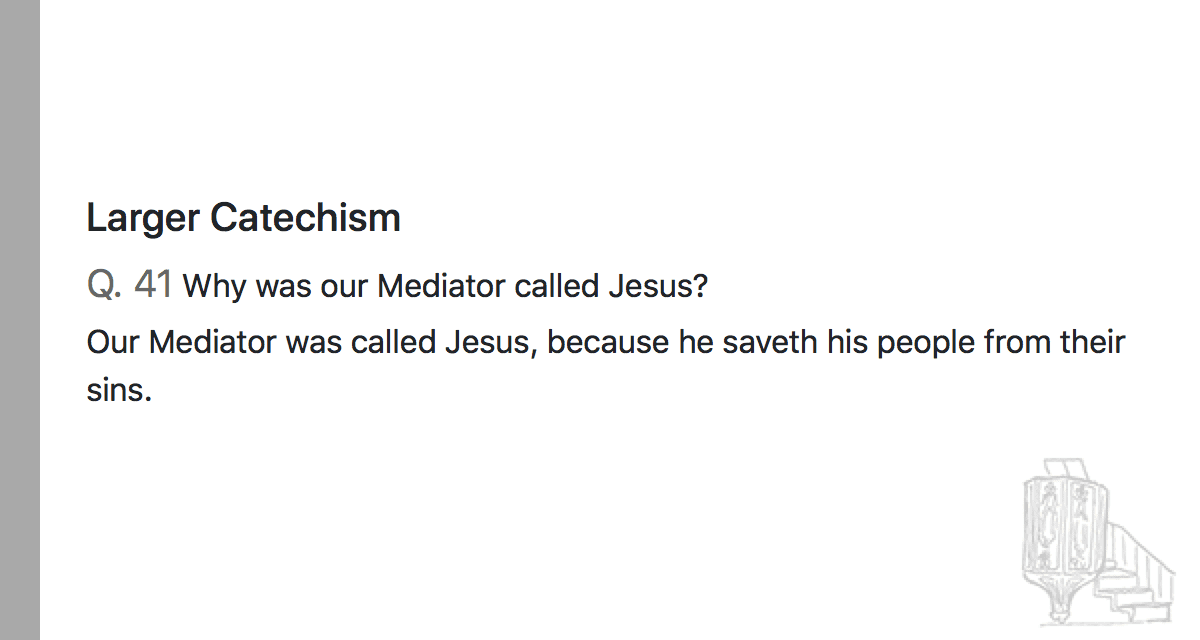 Larger Catechism
Q. 41 Why was our Mediator called Jesus?
Our Mediator was called Jesus, because he saveth his people from their
sins.